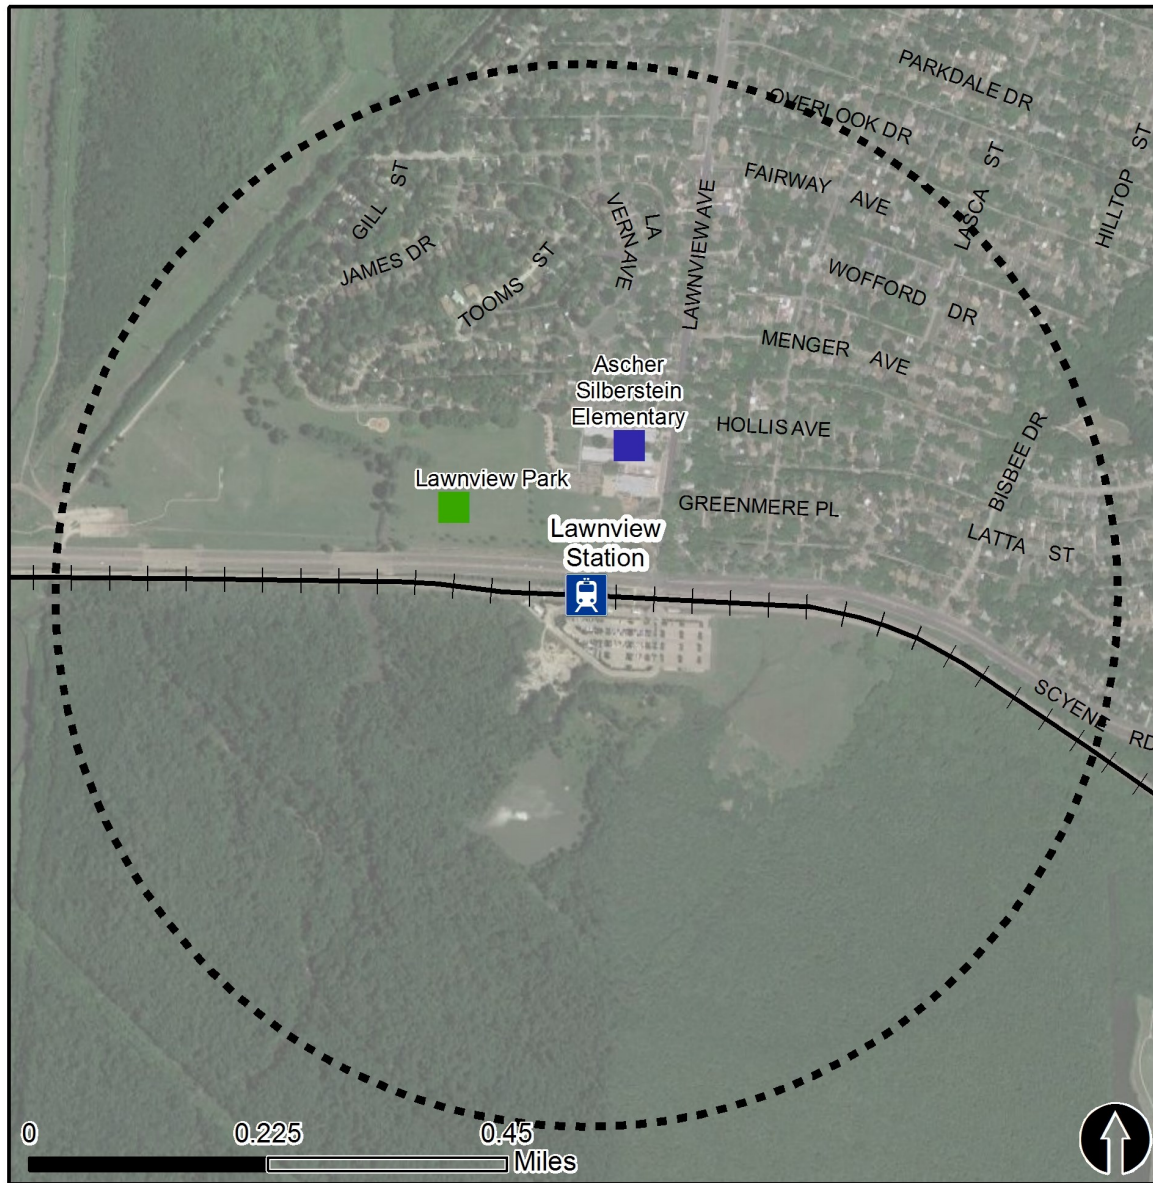 PARKDALE DR
OVERLOOK DR
HILLTOP ST
LASCA ST
FAIRWAY AVE
GILL ST
LA
VERN AVE
LAWNVIEW AVE
JAMES DR
TOOMS ST
WOFFORD DR
MENGER AVE
Ascher
Silberstein
Elementary
HOLLIS AVE
BISBEE DR
Lawnview Park
GREENMERE PL
Lawnview
Station
LATTA ST
SCYENE RD
0 0.225 0.45
Miles